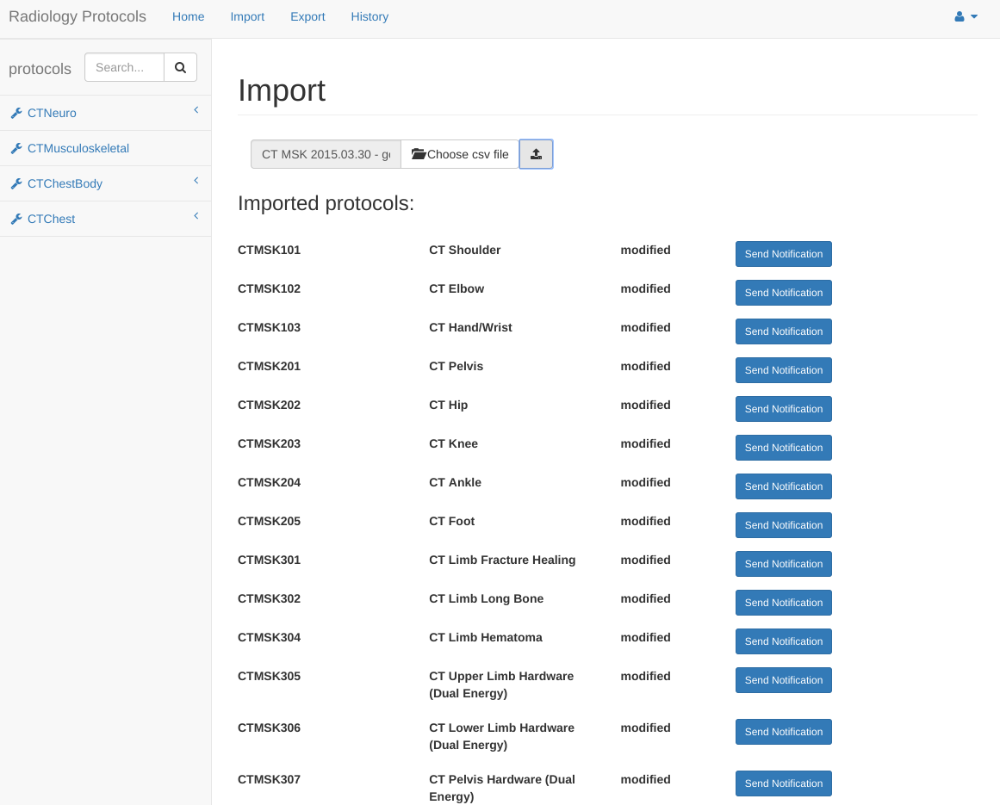 Radiology Protocols Home Import Export History
protocols Search...
CTNeuro
CTMusculoskeletal
CTChestBody
CTChest
Import
CT MSK 2015.03.30 - ge Choose csv file
Imported protocols:
CTMSK101 CT Shoulder modified Send Notification
CTMSK102 CT Elbow modified Send Notification
CTMSK103 CT Hand/Wrist modified Send Notification
CTMSK201 CT Pelvis modified Send Notification
CTMSK202 CT Hip modified Send Notification
CTMSK203 CT Knee modified Send Notification
CTMSK204 CT Ankle modified Send Notification
CTMSK205 CT Foot modified Send Notification
CTMSK301 CT Limb Fracture Healing modified Send Notification
CTMSK302 CT Limb Long Bone modified Send Notification
CTMSK304 CT Limb Hematoma modified Send Notification
CTMSK305 CT Upper Limb Hardware modified Send Notification
(Dual Energy)
CTMSK306 CT Lower Limb Hardware modified Send Notification
(Dual Energy)
CTMSK307 CT Pelvis Hardware (Dual modified Send Notification
Energy)